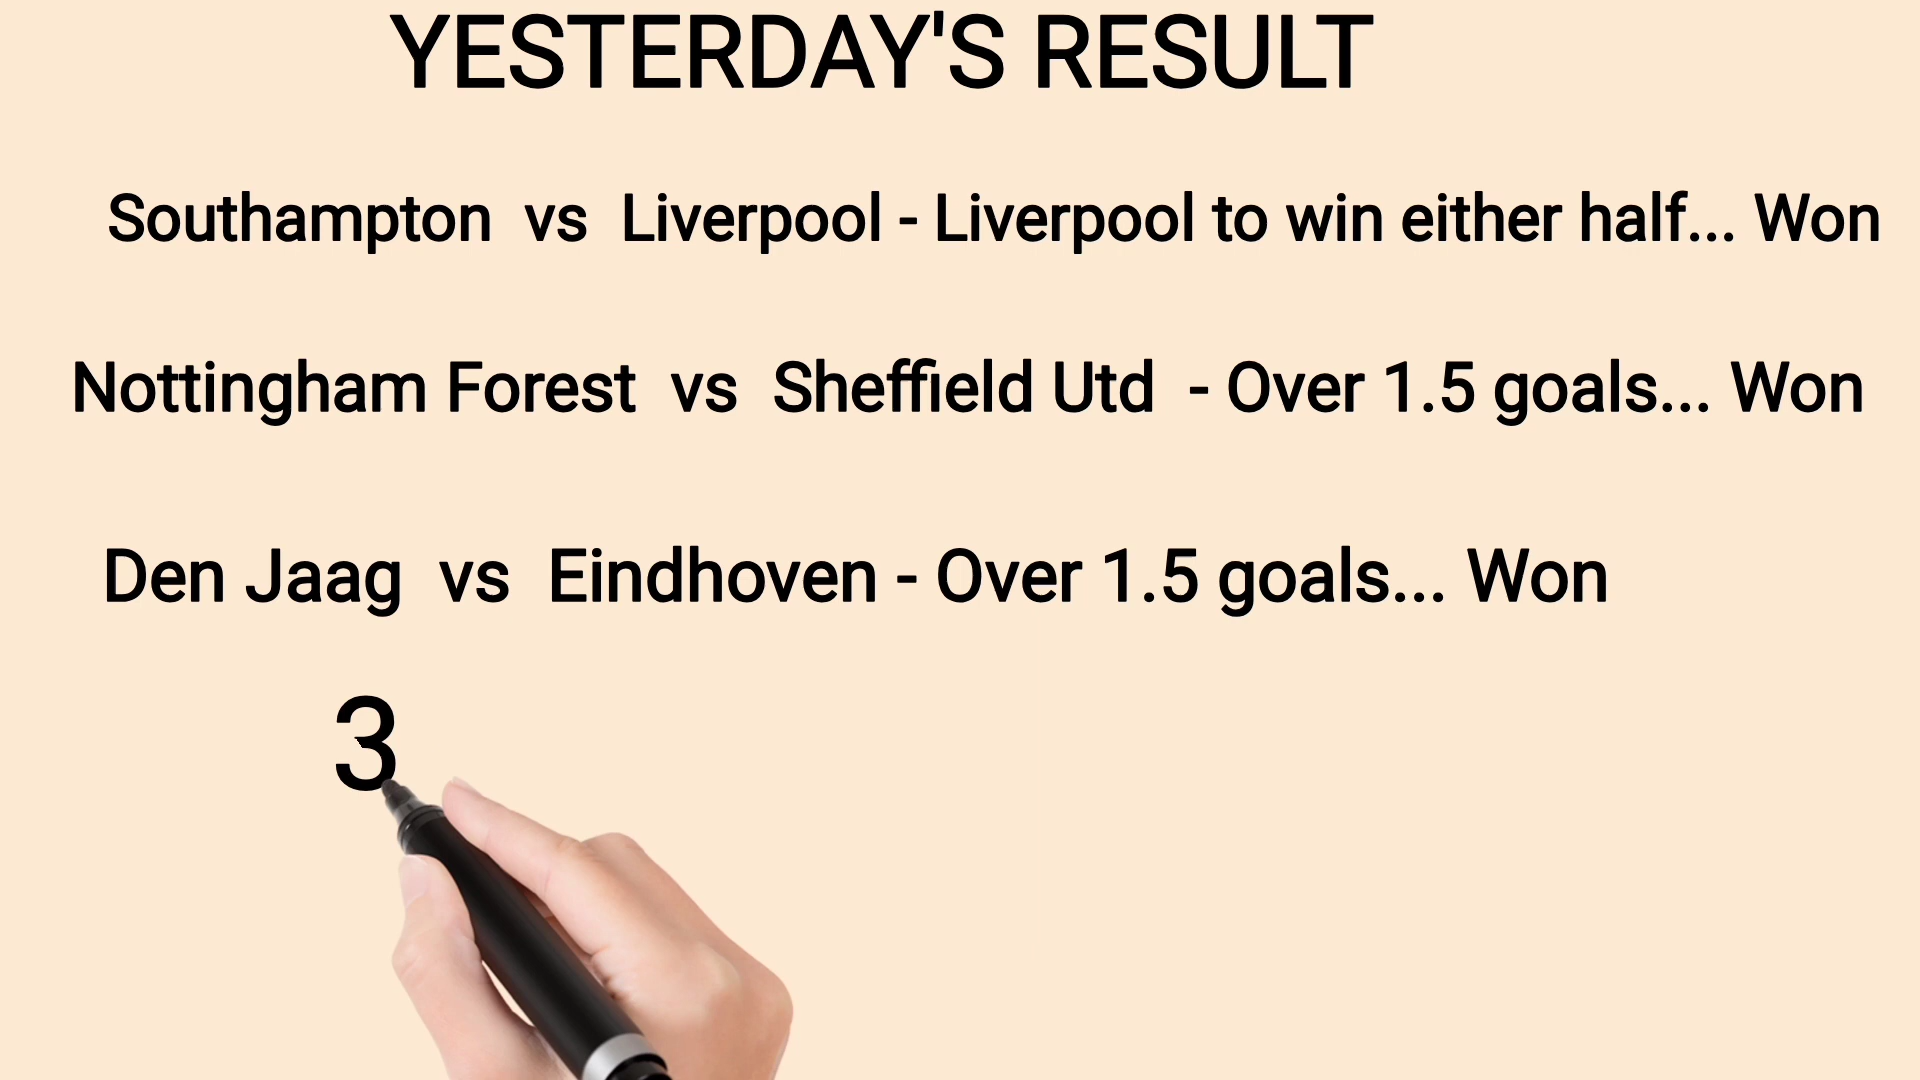 YESTERDAY'S RESULT
Southampton vs Liverpool - Liverpool to win either half... Won
Nottingham Forest vs Sheffield Utd - Over 1.5 goals... Won
Den Jaag vs Eindhoven - Over 1.5 goals... Won
3